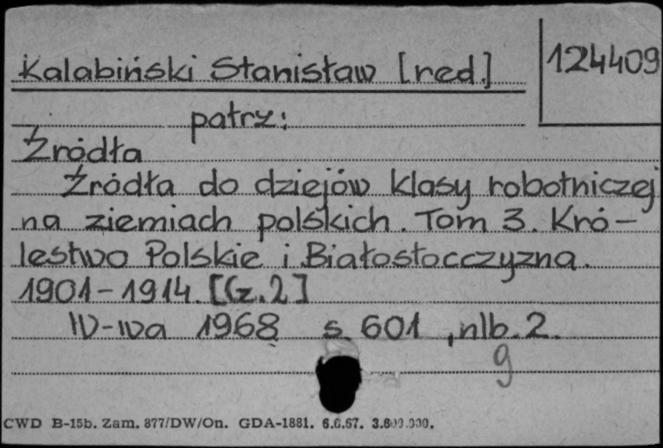 Kalabiński Stanisław [red.]
124409
patrz:
Źródła
Źródła do dziejów klasy robotniczej
na ziemiach polskich. Tom 3. Kró-
lestwo Polskie i Białostocczyzna.
1901-1914. [Cz.2]
W-wa 1968 s. 601, nlb. 2.
9
CWD B-15b. Zam. 877/DW/On. GDA-1881. 6.6.67.